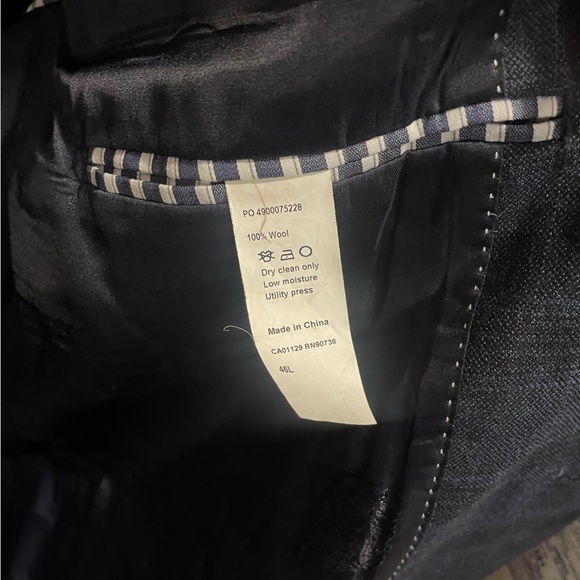 PO 4900075228
100% Wool
Dry clean only
Low moisture
Utility press
Made in China
CA01129 RN90736
46L